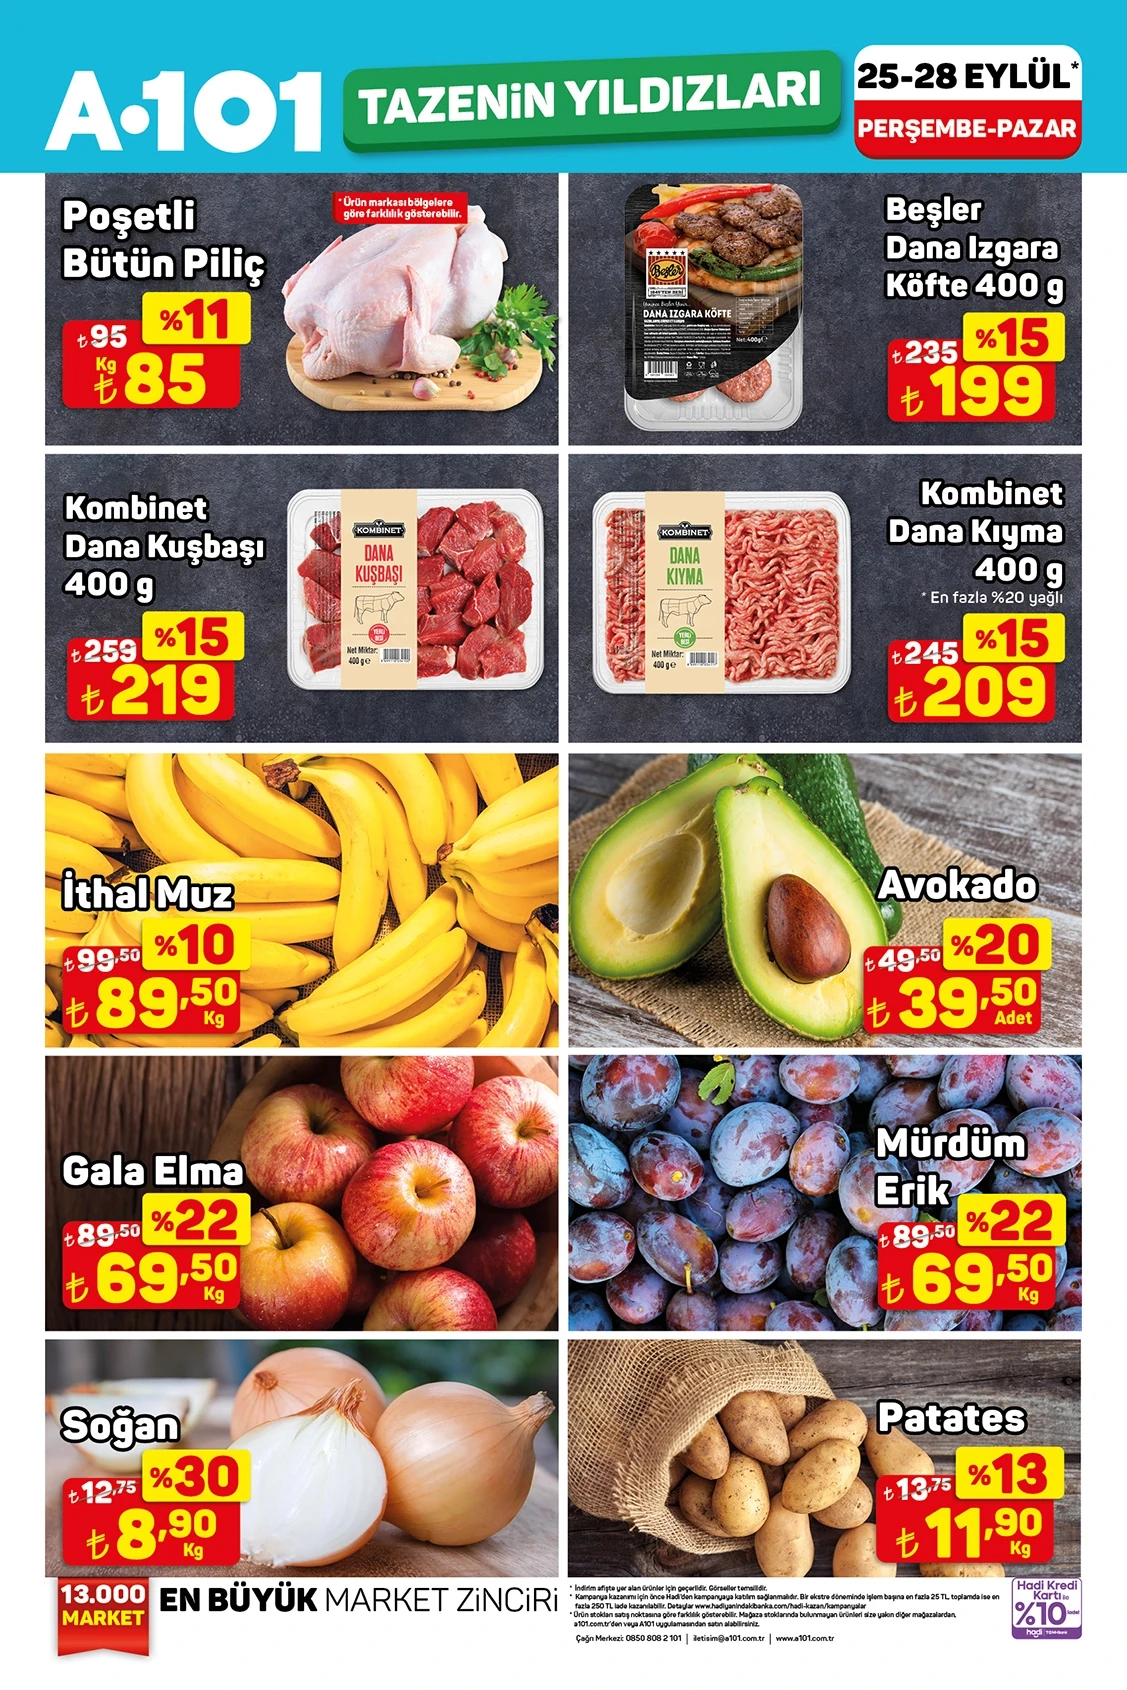 A•101
TAZENİN YILDIZLARI
25-28 EYLÜL*
PERŞEMBE-PAZAR
Poşetli
Bütün Piliç
* Ürün markası bölgelere
göre farklılık gösterebilir.
₺95
%11
Kg
₺85
Beşler
Dana Izgara
Köfte 400 g
Beşler
DANA IZGARA KÖFTE
Net: 400g
₺235
%15
₺199
Kombinet
Dana Kuşbaşı
400 g
KOMBINET
DANA
KUŞBAŞI
YERLİ
BESİ
Net Miktar:
400 g e
₺259
%15
₺219
Kombinet
Dana Kıyma
400 g
* En fazla %20 yağlı
KOMBINET
DANA
KIYMA
YERLİ
BESİ
Net Miktar:
400 g e
₺245
%15
₺209
İthal Muz
₺99,50
%10
₺89,50
Kg
Avokado
₺49,50
%20
₺39,50
Adet
Gala Elma
₺89,50
%22
₺69,50
Kg
Mürdüm
Erik
₺89,50
%22
₺69,50
Kg
Soğan
₺12,75
%30
₺8,90
Kg
Patates
₺13,75
%13
₺11,90
Kg
13.000
MARKET
EN BÜYÜK MARKET ZİNCİRİ
* İndirim afişte yer alan ürünler için geçerlidir. Görseller temsilidir.
* Kampanya kazanımı için önce Hadi'den kampanyaya katılım sağlanmalıdır. Bir ekstre döneminde işlem başına en fazla 25 TL, toplamda ise en
fazla 250 TL iade kazanılabilir. Detaylar www.hadiyanindakibanka.com/hadi-kazan/kampanyalar
* Ürün stokları satış noktasına göre farklılık gösterebilir. Mağaza stoklarında bulunmayan ürünleri size yakın diğer mağazalardan,
a101.com.tr'den veya A101 uygulamasından satın alabilirsiniz.
Çağrı Merkezi: 0850 808 2 101 | iletisim@a101.com.tr | www.a101.com.tr
Hadi Kredi
Kartı ile
%10 iade
hadi | TOM Bank